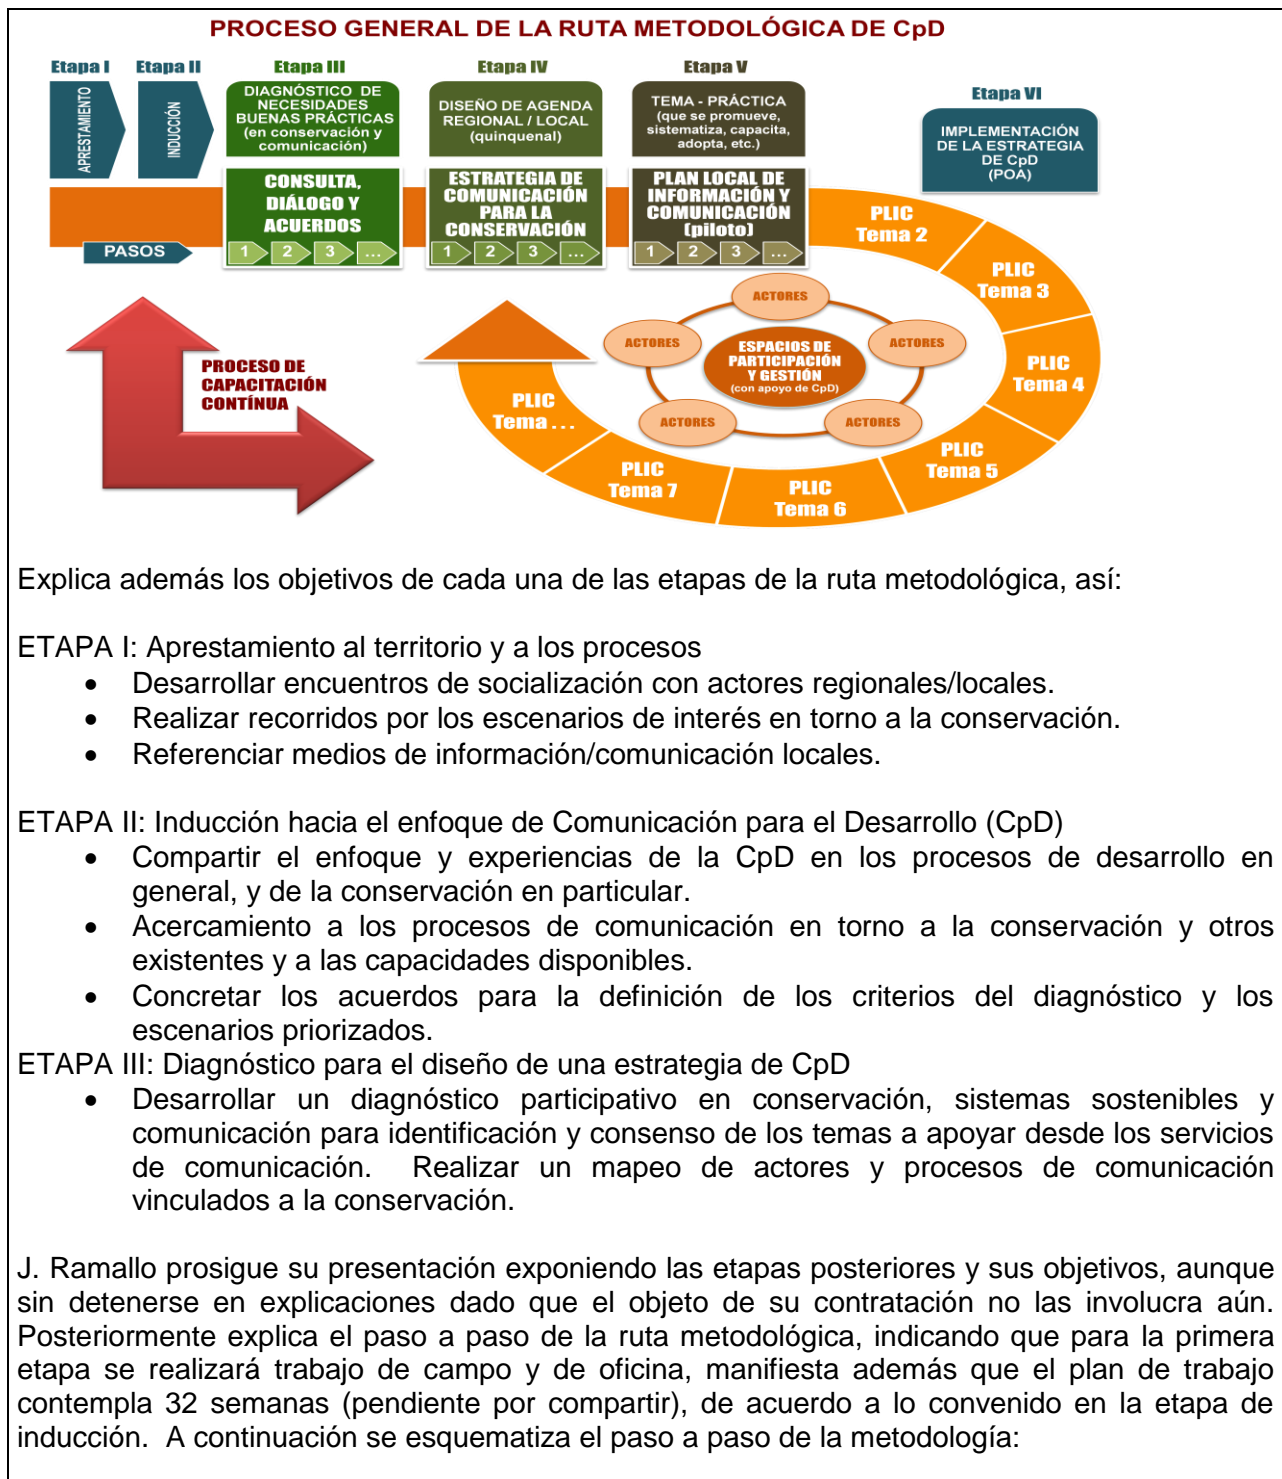 PROCESO GENERAL DE LA RUTA METODOLÓGICA DE CpD
Etapa I
Etapa II
Etapa III
Etapa IV
Etapa V
Etapa VI
APRESTAMIENTO
INDUCCIÓN
DIAGNÓSTICO DE
NECESIDADES
BUENAS PRÁCTICAS
(en conservación y
comunicación)
DISEÑO DE AGENDA
REGIONAL / LOCAL
(quinquenal)
TEMA - PRÁCTICA
(que se promueve,
sistematiza, capacita,
adopta, etc.)
IMPLEMENTACIÓN
DE LA ESTRATEGIA
DE CpD
(POA)
CONSULTA,
DIÁLOGO Y
ACUERDOS
1 2 3 ...
ESTRATEGIA DE
COMUNICACIÓN
PARA LA
CONSERVACIÓN
1 2 3 ...
PLAN LOCAL DE
INFORMACIÓN Y
COMUNICACIÓN
(piloto)
1 2 3 ...
PASOS
PLIC
Tema 2
PLIC
Tema 3
PLIC
Tema 4
PLIC
Tema 5
PLIC
Tema 6
PLIC
Tema 7
PLIC
Tema . . .
ACTORES
ACTORES
ACTORES
ACTORES
ACTORES
ESPACIOS DE
PARTICIPACIÓN
Y GESTIÓN
(con apoyo de CpD)
PROCESO DE
CAPACITACIÓN
CONTÍNUA
Explica además los objetivos de cada una de las etapas de la ruta metodológica, así:
ETAPA I: Aprestamiento al territorio y a los procesos
• Desarrollar encuentros de socialización con actores regionales/locales.
• Realizar recorridos por los escenarios de interés en torno a la conservación.
• Referenciar medios de información/comunicación locales.
ETAPA II: Inducción hacia el enfoque de Comunicación para el Desarrollo (CpD)
• Compartir el enfoque y experiencias de la CpD en los procesos de desarrollo en
general, y de la conservación en particular.
• Acercamiento a los procesos de comunicación en torno a la conservación y otros
existentes y a las capacidades disponibles.
• Concretar los acuerdos para la definición de los criterios del diagnóstico y los
escenarios priorizados.
ETAPA III: Diagnóstico para el diseño de una estrategia de CpD
• Desarrollar un diagnóstico participativo en conservación, sistemas sostenibles y
comunicación para identificación y consenso de los temas a apoyar desde los servicios
de comunicación. Realizar un mapeo de actores y procesos de comunicación
vinculados a la conservación.
J. Ramallo prosigue su presentación exponiendo las etapas posteriores y sus objetivos, aunque
sin detenerse en explicaciones dado que el objeto de su contratación no las involucra aún.
Posteriormente explica el paso a paso de la ruta metodológica, indicando que para la primera
etapa se realizará trabajo de campo y de oficina, manifiesta además que el plan de trabajo
contempla 32 semanas (pendiente por compartir), de acuerdo a lo convenido en la etapa de
inducción. A continuación se esquematiza el paso a paso de la metodología: